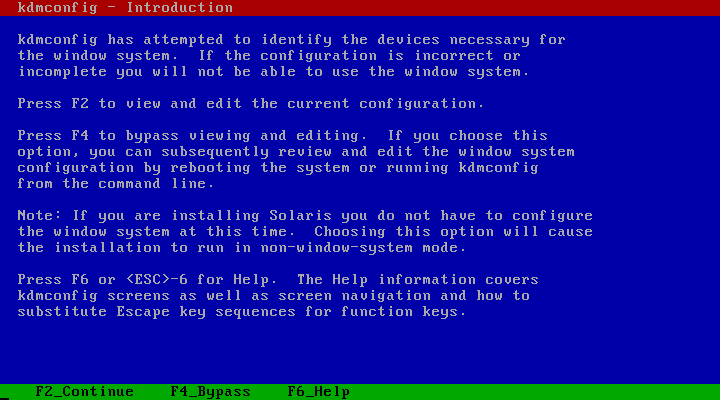 kdmconfig - Introduction
kdmconfig has attempted to identify the devices necessary for
the window system.  If the configuration is incorrect or
incomplete you will not be able to use the window system.
Press F2 to view and edit the current configuration.
Press F4 to bypass viewing and editing.  If you choose this
option, you can subsequently review and edit the window system
configuration by rebooting the system or running kdmconfig
from the command line.
Note: If you are installing Solaris you do not have to configure
the window system at this time.  Choosing this option will cause
the installation to run in non-window-system mode.
Press F6 or <ESC>-6 for Help.  The Help information covers
kdmconfig screens as well as screen navigation and how to
substitute Escape key sequences for function keys.
F2_Continue    F4_Bypass    F6_Help